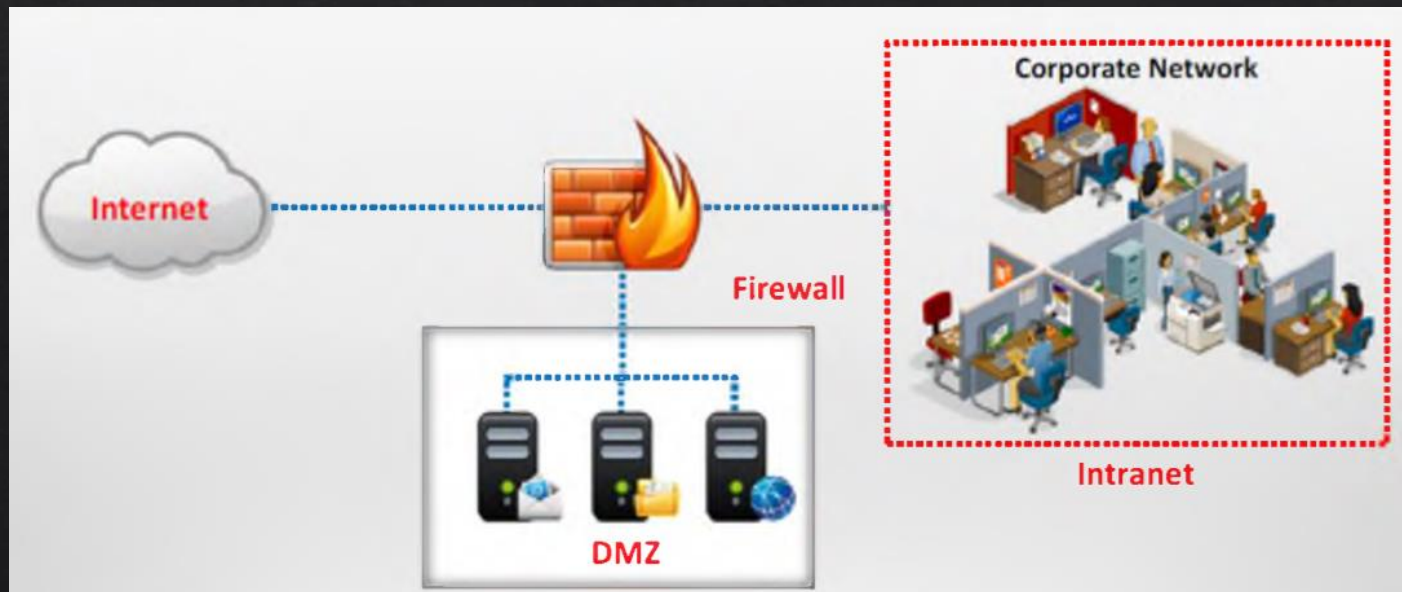 Corporate Network
Internet
Firewall
Intranet
DMZ